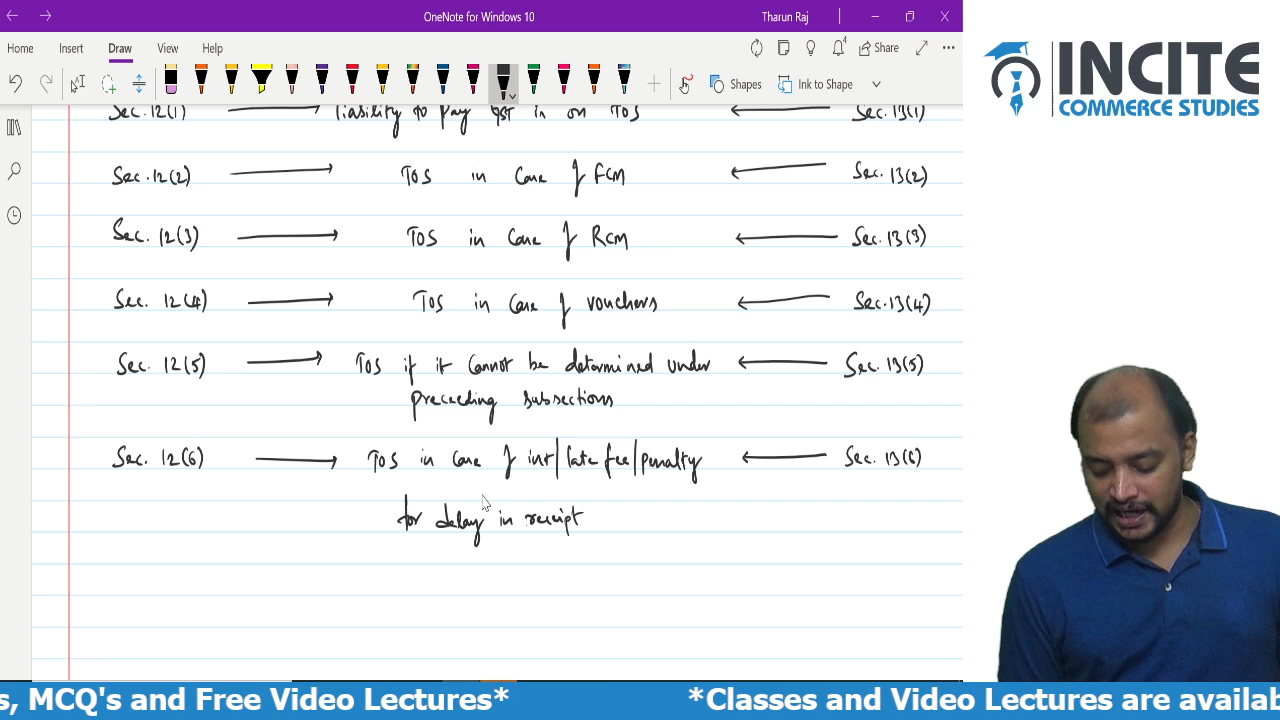 OneNote for Windows 10
Tharun Raj
Home Insert Draw View Help
4
Share
Shapes
Ink to Shape
INCITE
COMMERCE STUDIES
Sec. 12(1) liability to pay GST in on TOS Sec. 13(1)
Sec. 12(2) TOS in case of FCM Sec. 13(2)
Sec. 12(3) TOS in case of RCM Sec. 13(3)
Sec. 12(4) TOS in case of vouchers Sec. 13(4)
Sec. 12(5) TOS if it cannot be determined under Sec. 13(5)
preceding subsections
Sec. 12(6) TOS in case of int/late fee/penalty Sec. 13(6)
for delay in receipt
s, MCQ's and Free Video Lectures* *Classes and Video Lectures are availab